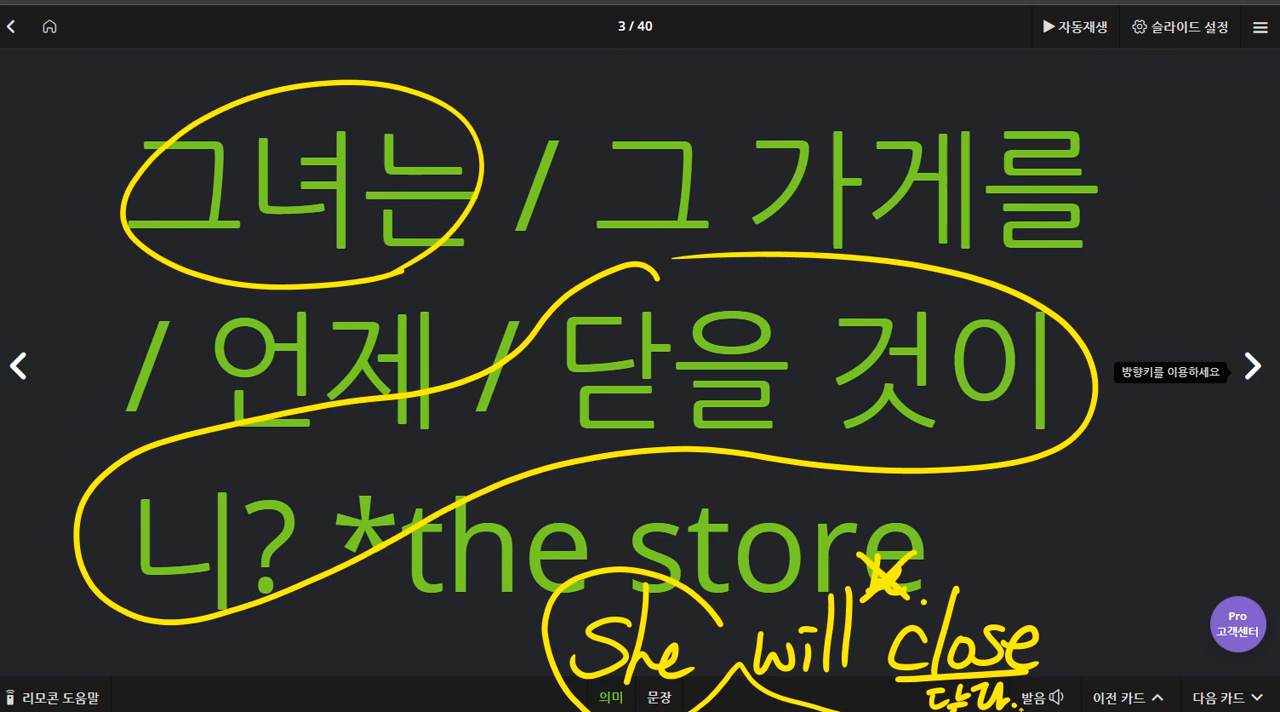 3 / 40
자동재생
슬라이드 설정
그녀는 / 그 가게를
/ 언제 / 닫을 것이
니? *the store
방향키를 이용하세요
Pro
고객센터
She will close
닫다.
리모콘 도움말
의미
문장
발음
이전 카드
다음 카드